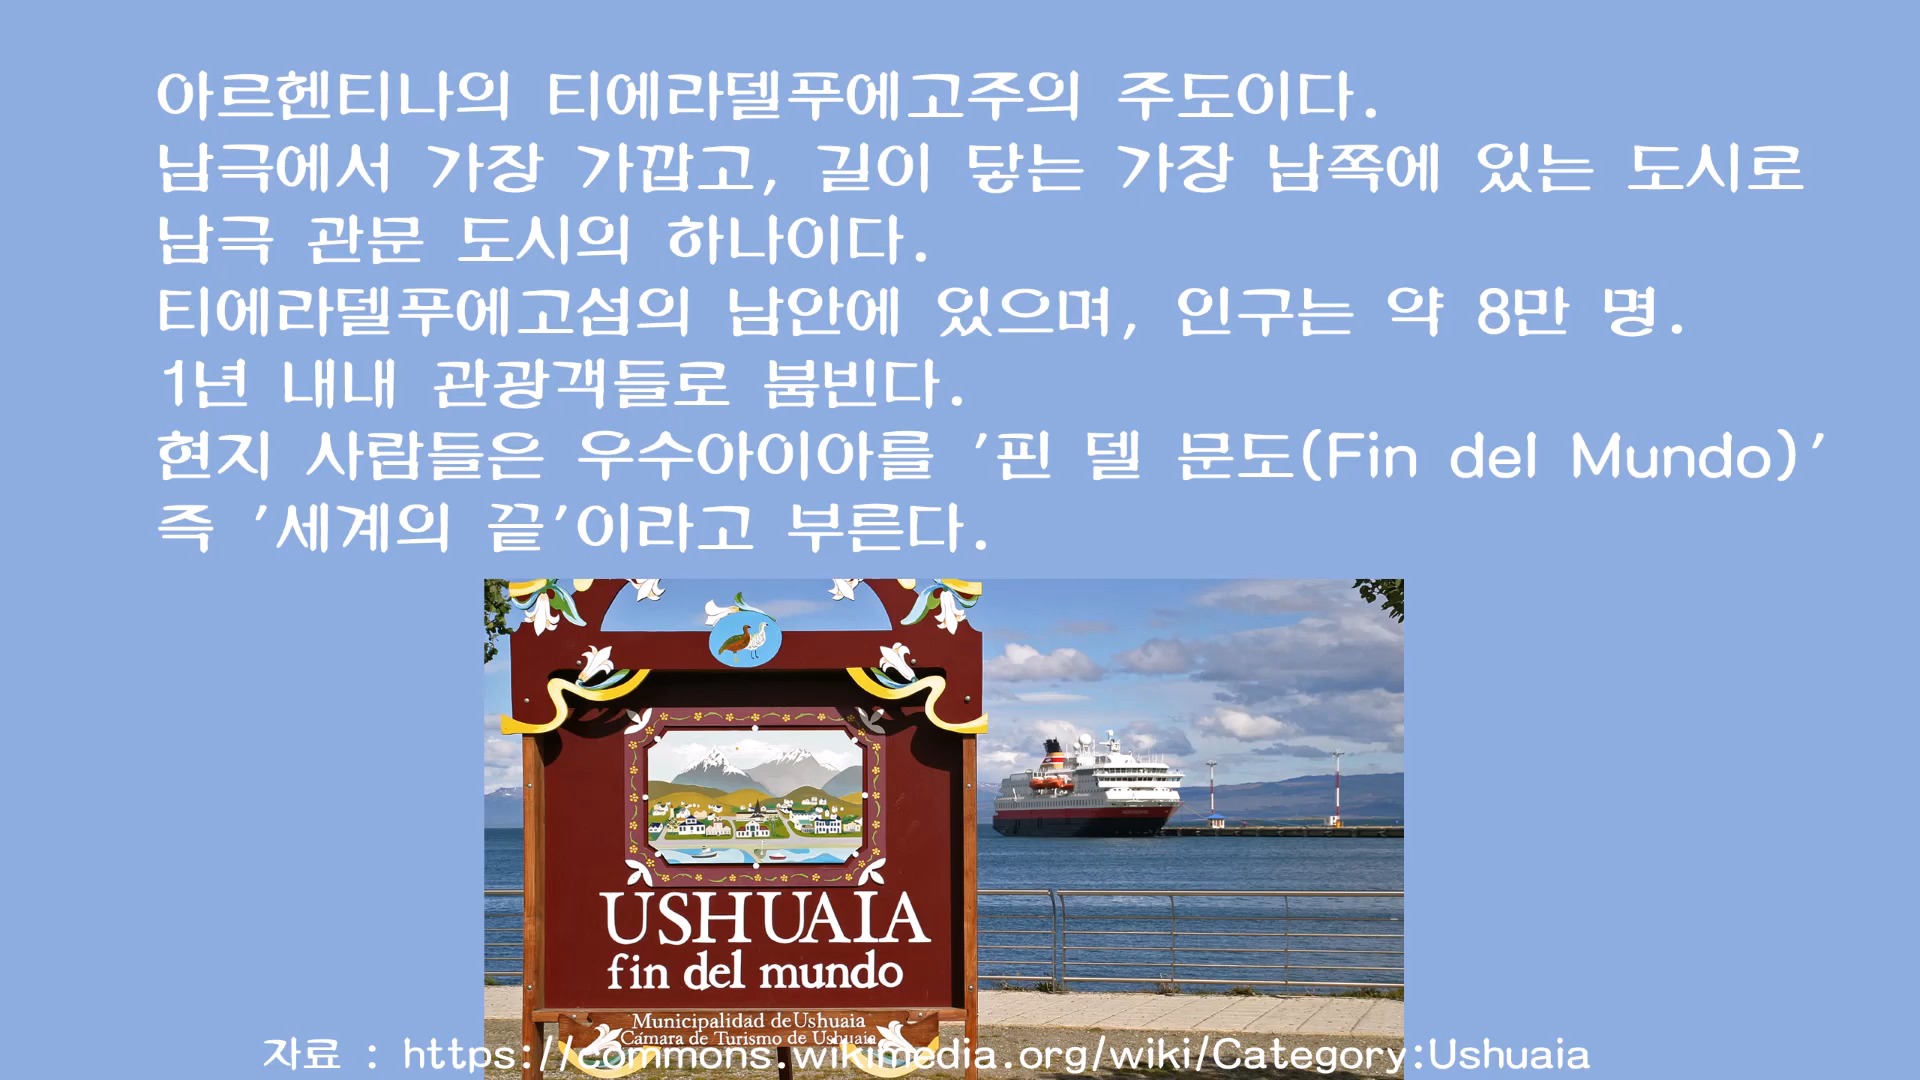 아르헨티나의 티에라델푸에고주의 주도이다.
남극에서 가장 가깝고, 길이 닿는 가장 남쪽에 있는 도시로
남극 관문 도시의 하나이다.
티에라델푸에고섬의 남안에 있으며, 인구는 약 8만 명.
1년 내내 관광객들로 붐빈다.
현지 사람들은 우수아이아를 '핀 델 문도(Fin del Mundo)'
즉 '세계의 끝'이라고 부른다.
USHUAIA
fin del mundo
Municipalidad de Ushuaia
Cámara de Turismo de Ushuaia
자료 : https://commons.wikimedia.org/wiki/Category:Ushuaia